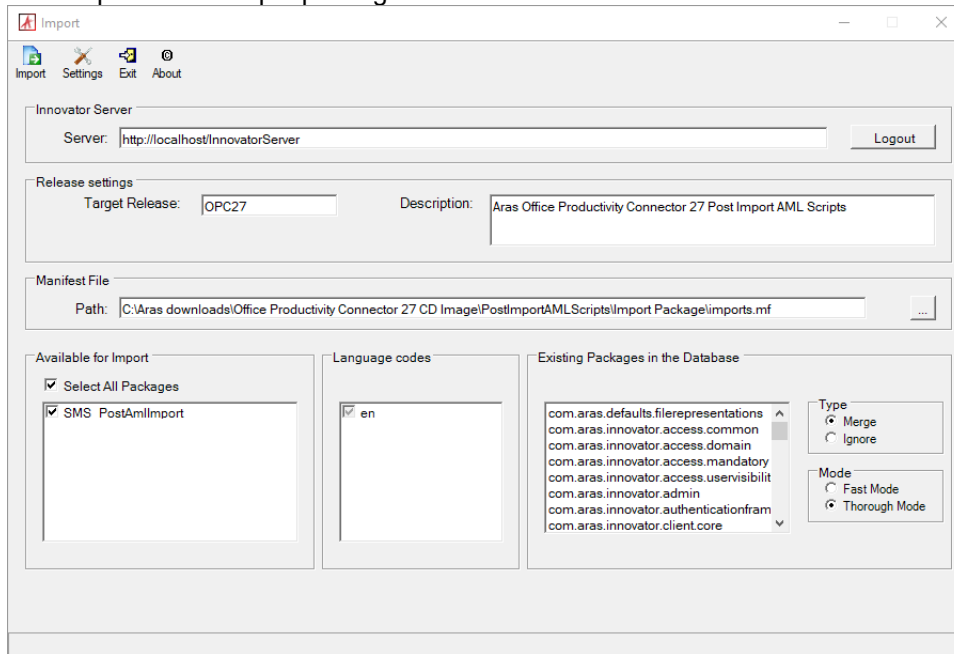 Import
Import Settings Exit About
Innovator Server
Server: http://localhost/InnovatorServer Logout
Release settings
Target Release: OPC27 Description: Aras Office Productivity Connector 27 Post Import AML Scripts
Manifest File
Path: C:\Aras downloads\Office Productivity Connector 27 CD Image\PostImportAMLScripts\Import Package\imports.mf ...
Available for Import
Select All Packages
SMS_PostAmlImport
Language codes
en
Existing Packages in the Database
com.aras.defaults.filerepresentations
com.aras.innovator.access.common
com.aras.innovator.access.domain
com.aras.innovator.access.mandatory
com.aras.innovator.access.uservisibilit
com.aras.innovator.admin
com.aras.innovator.authenticationfram
com.aras.innovator.client.core
Type
Merge
Ignore
Mode
Fast Mode
Thorough Mode